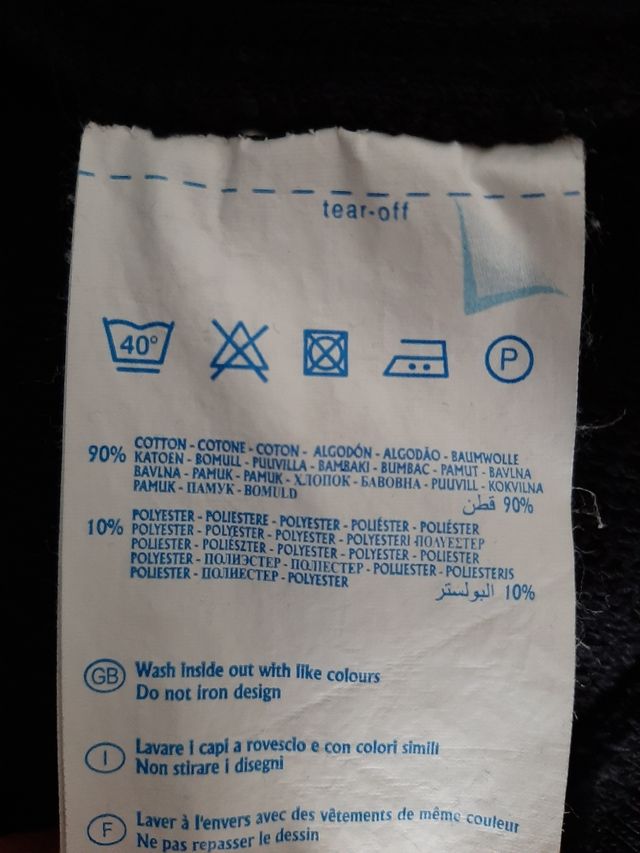 tear-off
40°
P
90% COTTON - COTONE - COTON - ALGODÓN - ALGODÃO - BAUMWOLLE
KATOEN - BOMULL - PUUVILLA - BAMBAKI - BUMBAC - PAMUT - BAVLNA
BAVLNA - PAMUK - PAMUK - ХЛОПОК - БАВОВНА - PUUVILL - KOKVILNA
PAMUK - ПАМУК - BOMULD
90% قطن
10% POLYESTER - POLIESTERE - POLYESTER - POLIÉSTER - POLIÉSTER
POLYESTER - POLYESTER - POLYESTER - POLYESTERI -ΠΟΛΥΕΣΤΕΡ
POLIESTER - POLIÉSZTER - POLYESTER - POLYESTER - POLIESTER
POLYESTER - ПОЛИЭСТЕР - ПОЛІЕСТЕР - POLUESTER - POLIESTERIS
POLIESTER - ПОЛИЕСТЕР - POLYESTER
10% البولستر
GB Wash inside out with like colours
Do not iron design
I Lavare i capi a rovescio e con colori simili
Non stirare i disegni
F Laver à l'envers avec des vêtements de même couleur
Ne pas repasser le dessin